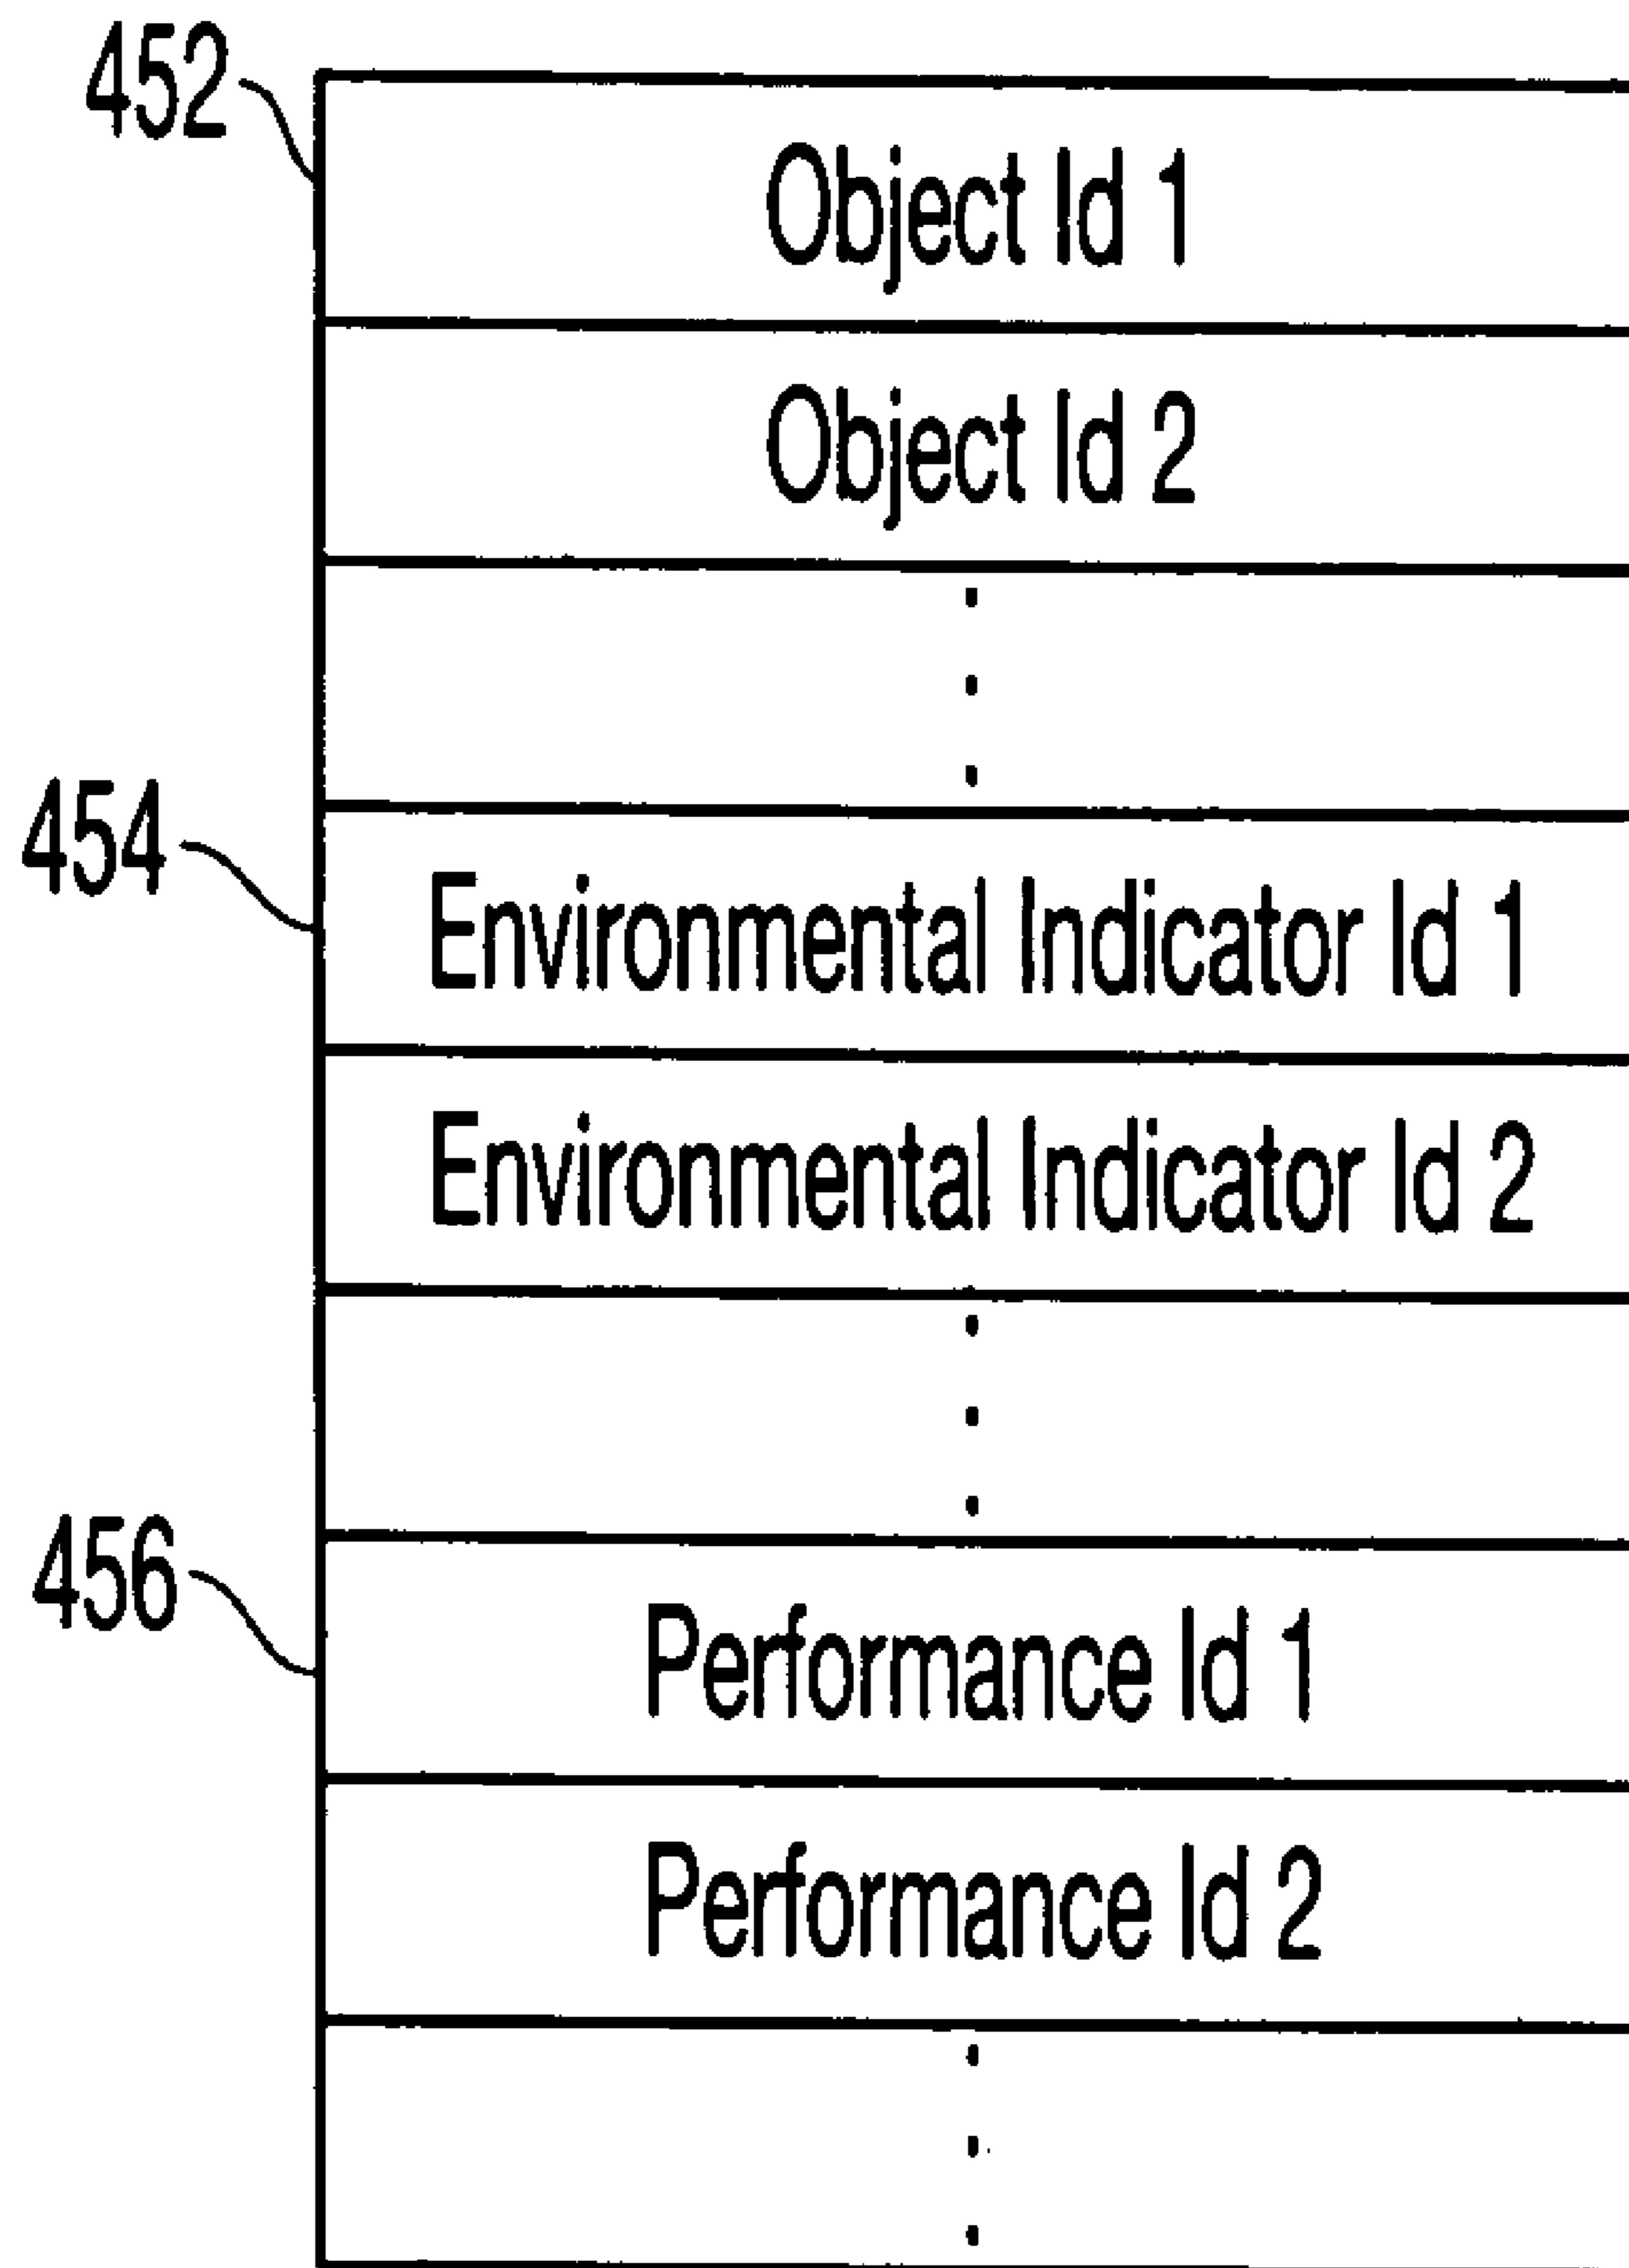 452
Object Id 1
Object Id 2
454
Environmental Indicator Id 1
Environmental Indicator Id 2
456
Performance Id 1
Performance Id 2